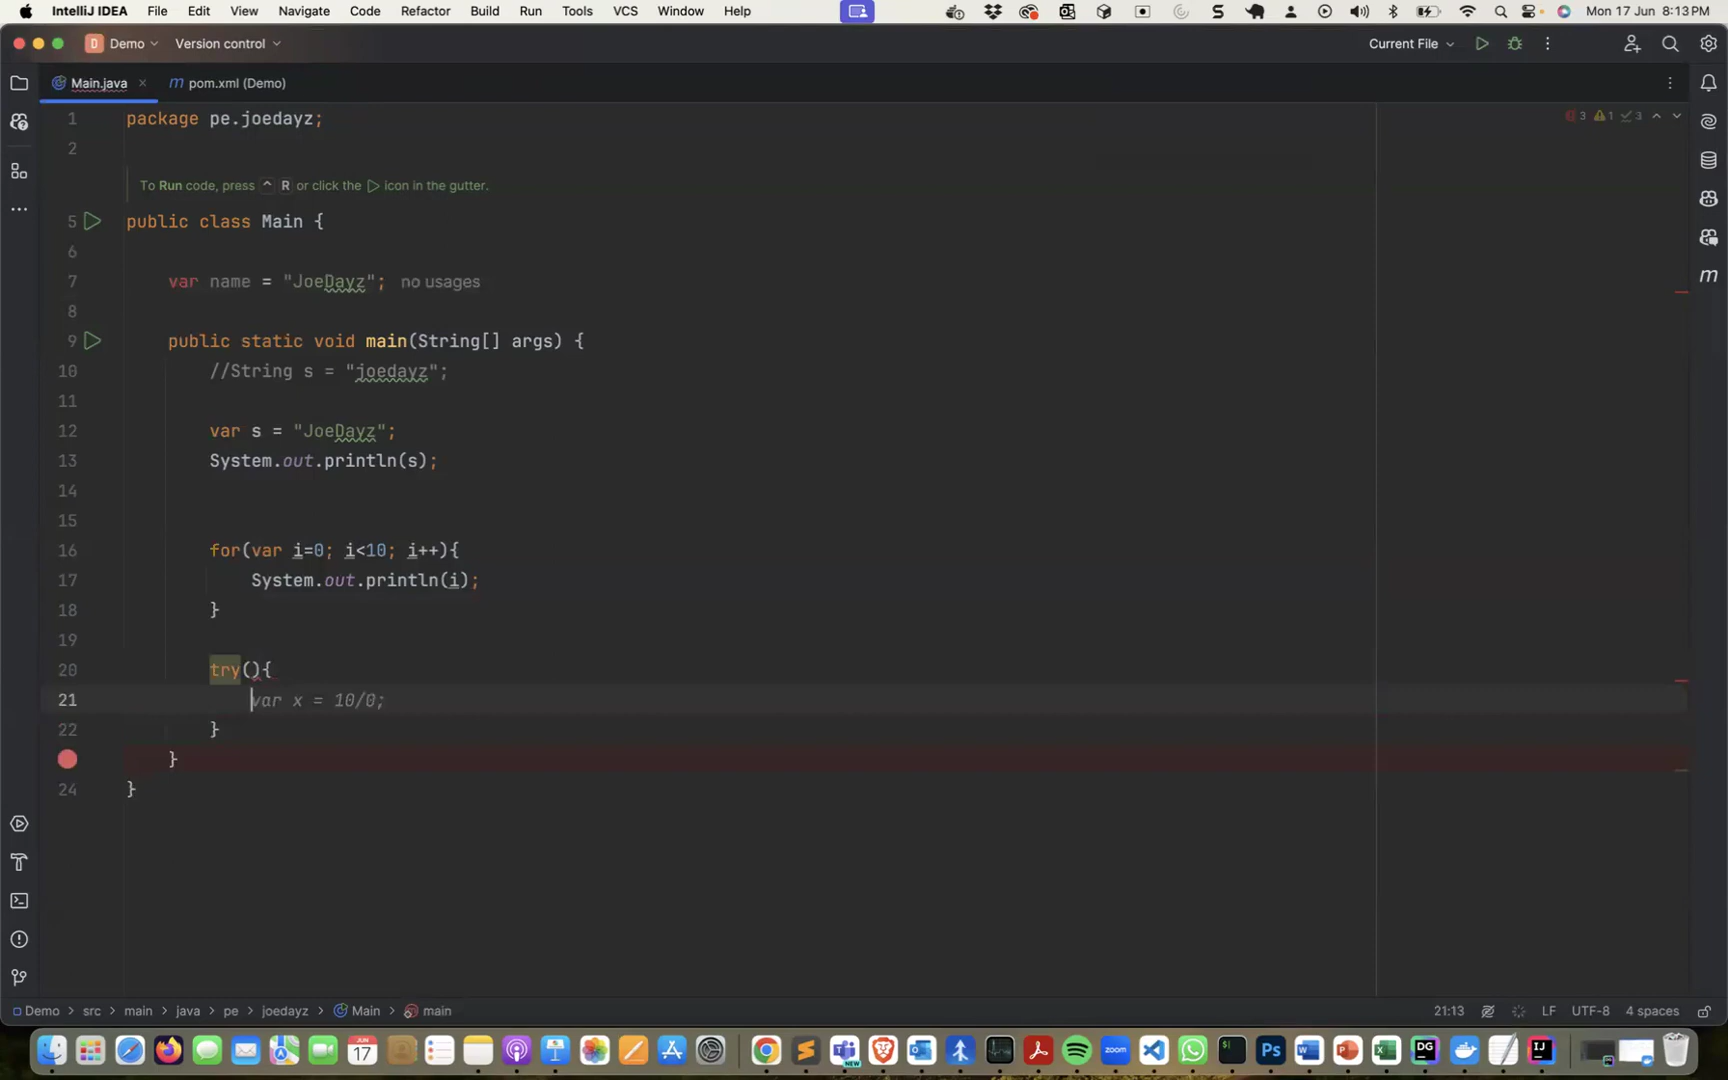 IntelliJ IDEA File Edit View Navigate Code Refactor Build Run Tools VCS Window Help Mon 17 Jun 8:13 PM
D Demo Version control Current File
Main.java m pom.xml (Demo)
1 package pe.joedayz; 3 1 3
2
To Run code, press ^ R or click the icon in the gutter.
5 public class Main {
6
7 var name = "JoeDayz"; no usages
8
9 public static void main(String[] args) {
10 //String s = "joedayz";
11
12 var s = "JoeDayz";
13 System.out.println(s);
14
15
16 for(var i=0; i<10; i++){
17 System.out.println(i);
18 }
19
20 try(){
21 var x = 10/0;
22 }
}
24 }
m
Demo > src > main > java > pe > joedayz > Main > main 21:13 LF UTF-8 4 spaces
JUN
17
NEW
zoom
DG
IJ